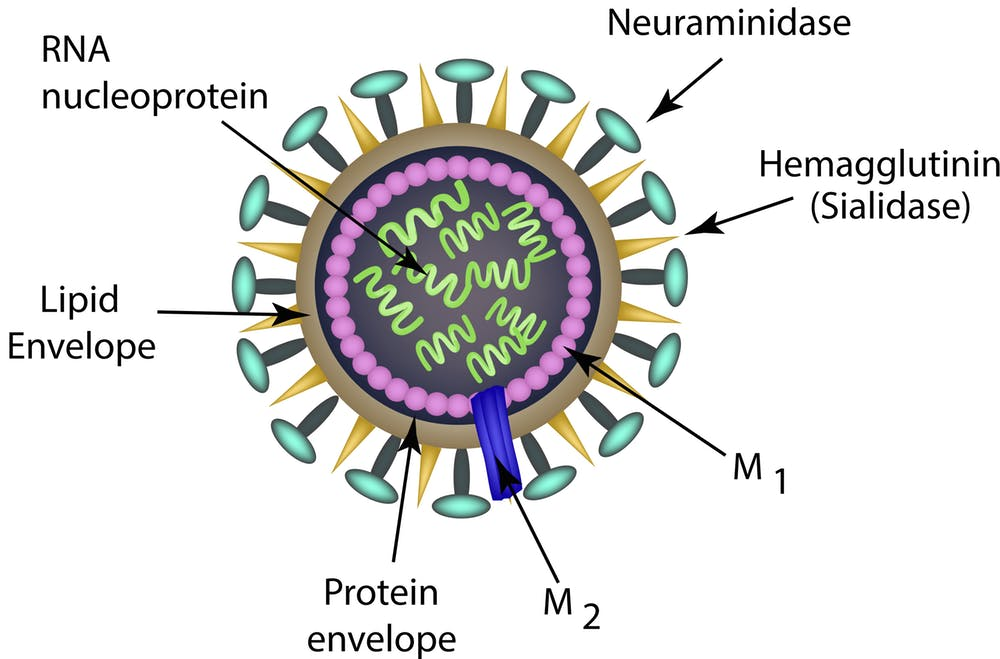 Neuraminidase
RNA
nucleoprotein
Hemagglutinin
(Sialidase)
Lipid
Envelope
M 1
Protein
envelope
M 2